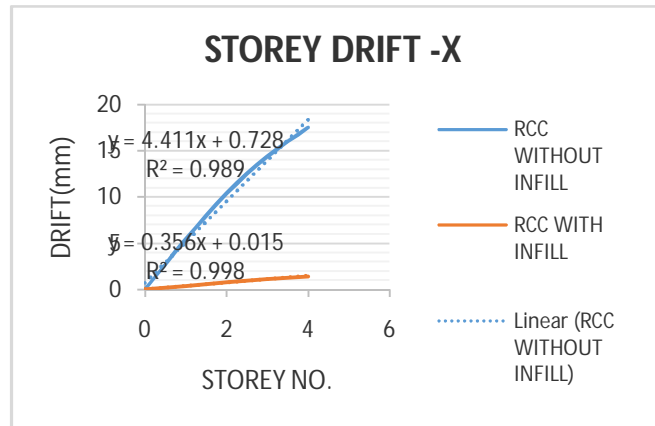 STOREY DRIFT -X
20
15
10
5
0
0 2 4 6
DRIFT(mm)
STOREY NO.
y = 4.411x + 0.728
R² = 0.989
y = 0.356x + 0.015
R² = 0.998
RCC
WITHOUT
INFILL
RCC WITH
INFILL
Linear (RCC
WITHOUT
INFILL)